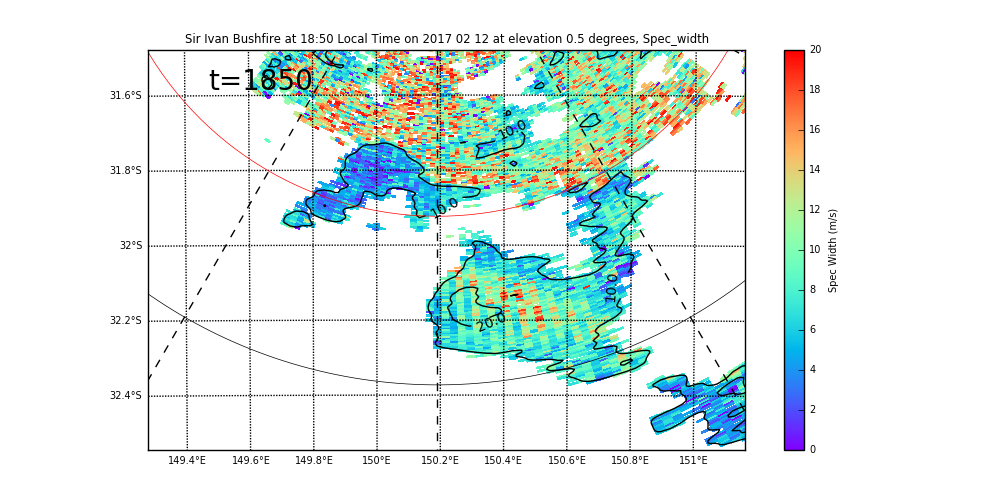 Sir Ivan Bushfire at 18:50 Local Time on 2017 02 12 at elevation 0.5 degrees, Spec_width
t=1850
31.6°S
31.8°S
32°S
32.2°S
32.4°S
10.0
10.0
10.0
20.0
149.4°E 149.6°E 149.8°E 150°E 150.2°E 150.4°E 150.6°E 150.8°E 151°E
20
18
16
14
12
10
8
6
4
2
0
Spec Width (m/s)